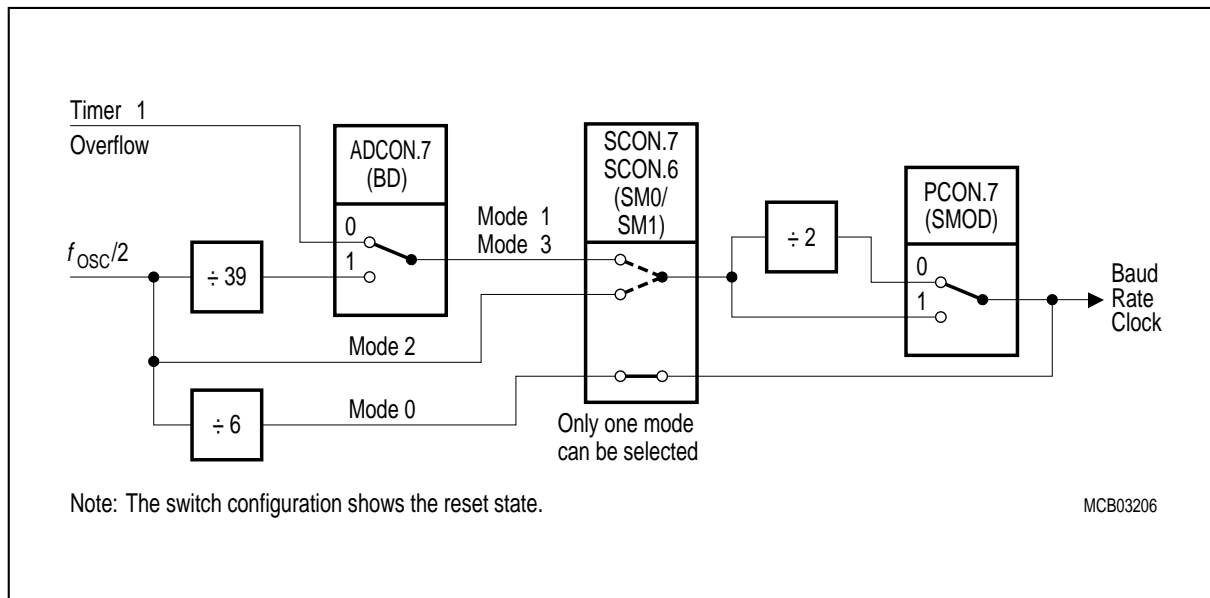 Timer 1
Overflow
ADCON.7
(BD)
0
1
fOSC/2
÷ 39
Mode 1
Mode 3
Mode 2
÷ 6
Mode 0
SCON.7
SCON.6
(SM0/
SM1)
Only one mode
can be selected
÷ 2
PCON.7
(SMOD)
0
1
Baud
Rate
Clock
Note: The switch configuration shows the reset state.
MCB03206